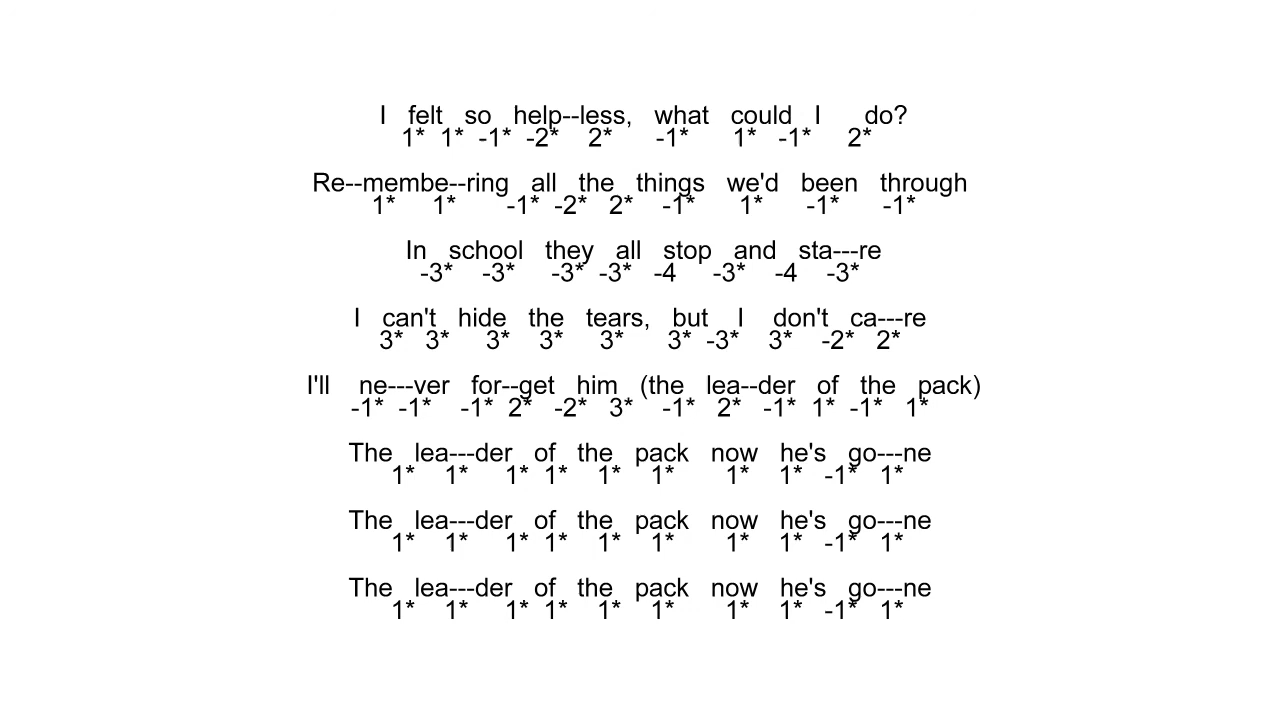 I felt so help--less, what could I do?
1* 1* -1* -2* 2* -1* 1* -1* 2*
Re--membe--ring all the things we'd been through
1* 1* -1* -2* 2* -1* 1* -1* -1*
In school they all stop and sta---re
-3* -3* -3* -3* -4 -3* -4 -3*
I can't hide the tears, but I don't ca---re
3* 3* 3* 3* 3* 3* -3* 3* -2* 2*
I'll ne---ver for--get him (the lea--der of the pack)
-1* -1* -1* 2* -2* 3* -1* 2* -1* 1* -1* 1*
The lea---der of the pack now he's go---ne
1* 1* 1* 1* 1* 1* 1* 1* -1* 1*
The lea---der of the pack now he's go---ne
1* 1* 1* 1* 1* 1* 1* 1* -1* 1*
The lea---der of the pack now he's go---ne
1* 1* 1* 1* 1* 1* 1* 1* -1* 1*